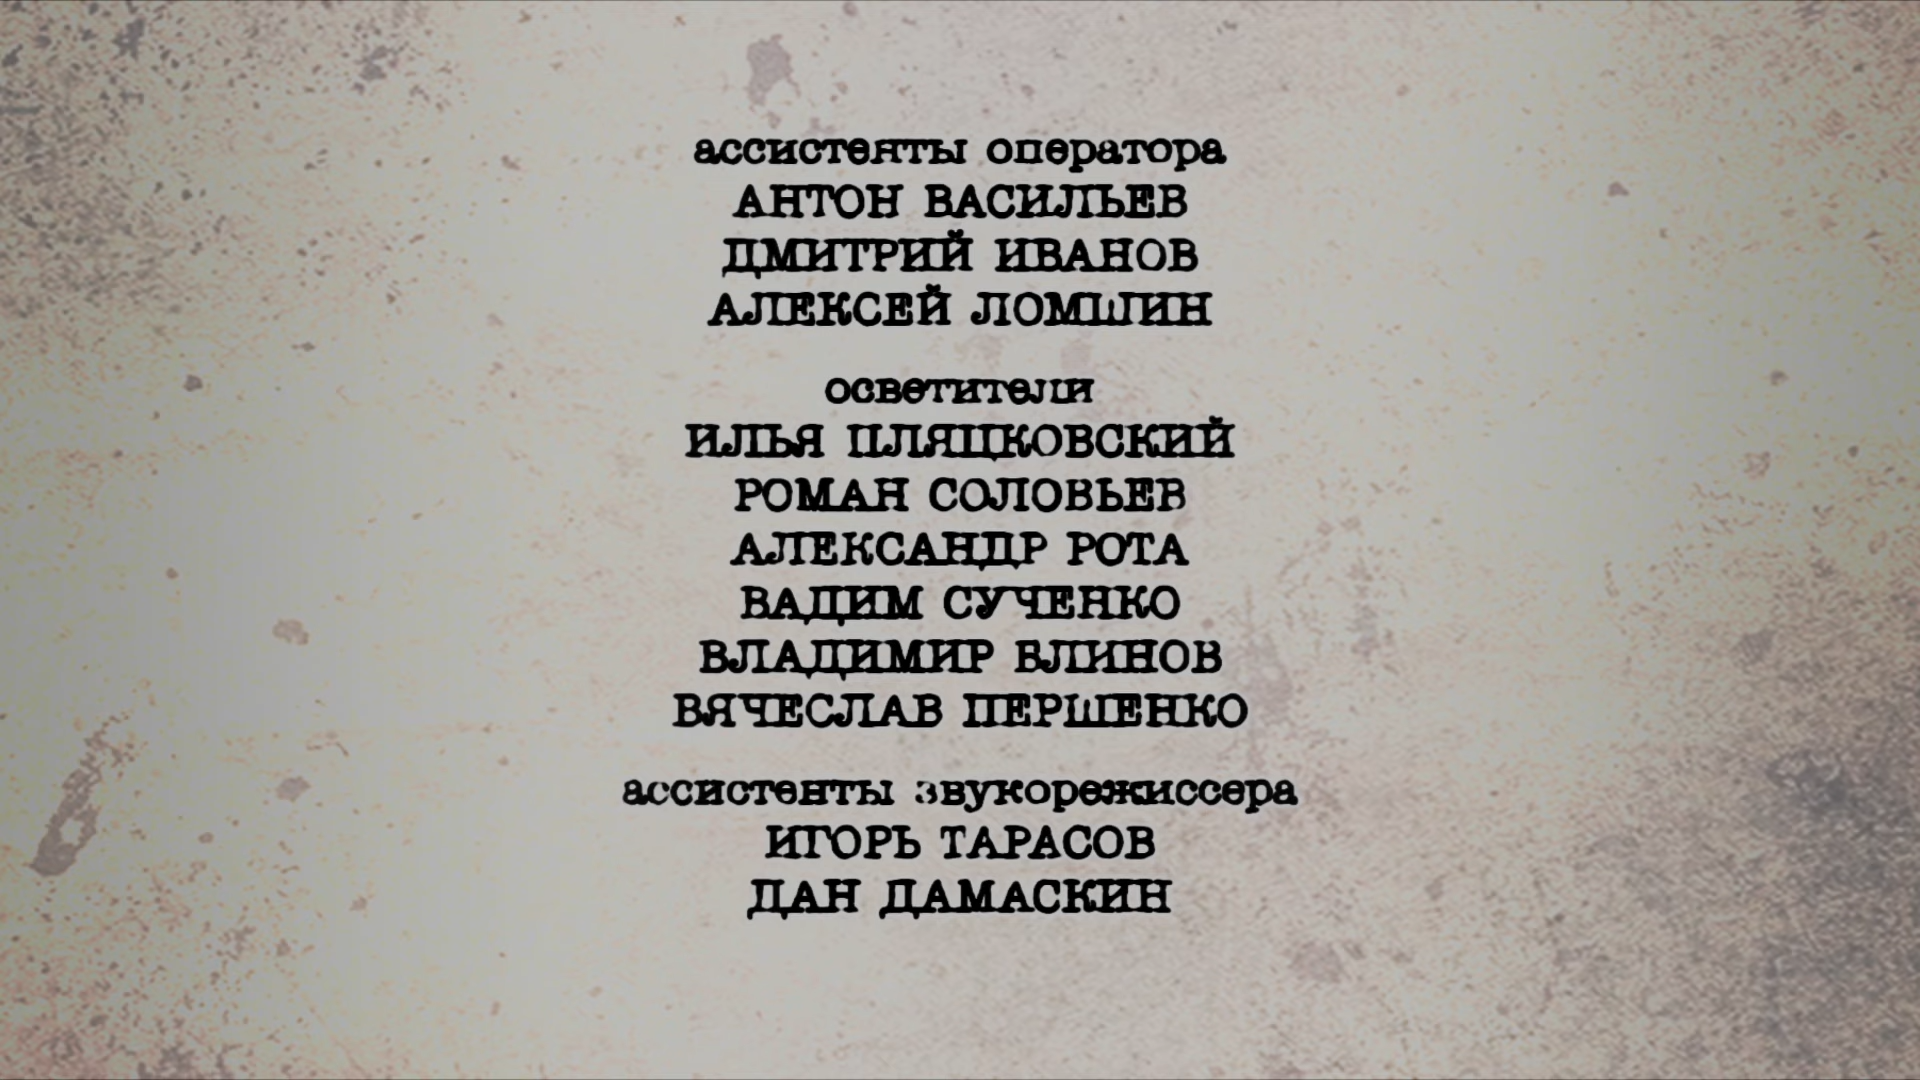 ассистенты оператора
АНТОН ВАСИЛЬЕВ
ДМИТРИЙ ИВАНОВ
АЛЕКСЕЙ ЛОМШИН
осветители
ИЛЬЯ ПЛЯЦКОВСКИЙ
РОМАН СОЛОВЬЕВ
АЛЕКСАНДР РОТА
ВАДИМ СУЧЕНКО
ВЛАДИМИР БЛИНОВ
ВЯЧЕСЛАВ ПЕРШЕНКО
ассистенты звукорежиссера
ИГОРЬ ТАРАСОВ
ДАН ДАМАСКИН